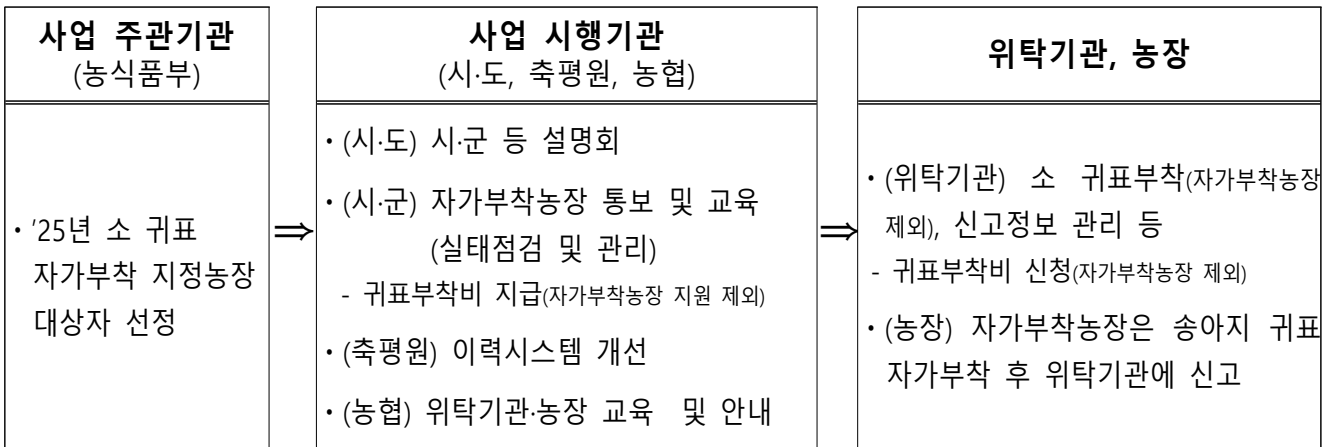 사업 주관기관
(농식품부)
• '25년 소 귀표
자가부착 지정농장
대상자 선정
⇒
사업 시행기관
(시·도, 축평원, 농협)
• (시·도) 시·군 등 설명회
• (시·군) 자가부착농장 통보 및 교육
(실태점검 및 관리)
- 귀표부착비 지급(자가부착농장 지원 제외)
• (축평원) 이력시스템 개선
• (농협) 위탁기관·농장 교육 및 안내
⇒
위탁기관, 농장
• (위탁기관) 소 귀표부착(자가부착농장
제외), 신고정보 관리 등
- 귀표부착비 신청(자가부착농장 제외)
• (농장) 자가부착농장은 송아지 귀표
자가부착 후 위탁기관에 신고